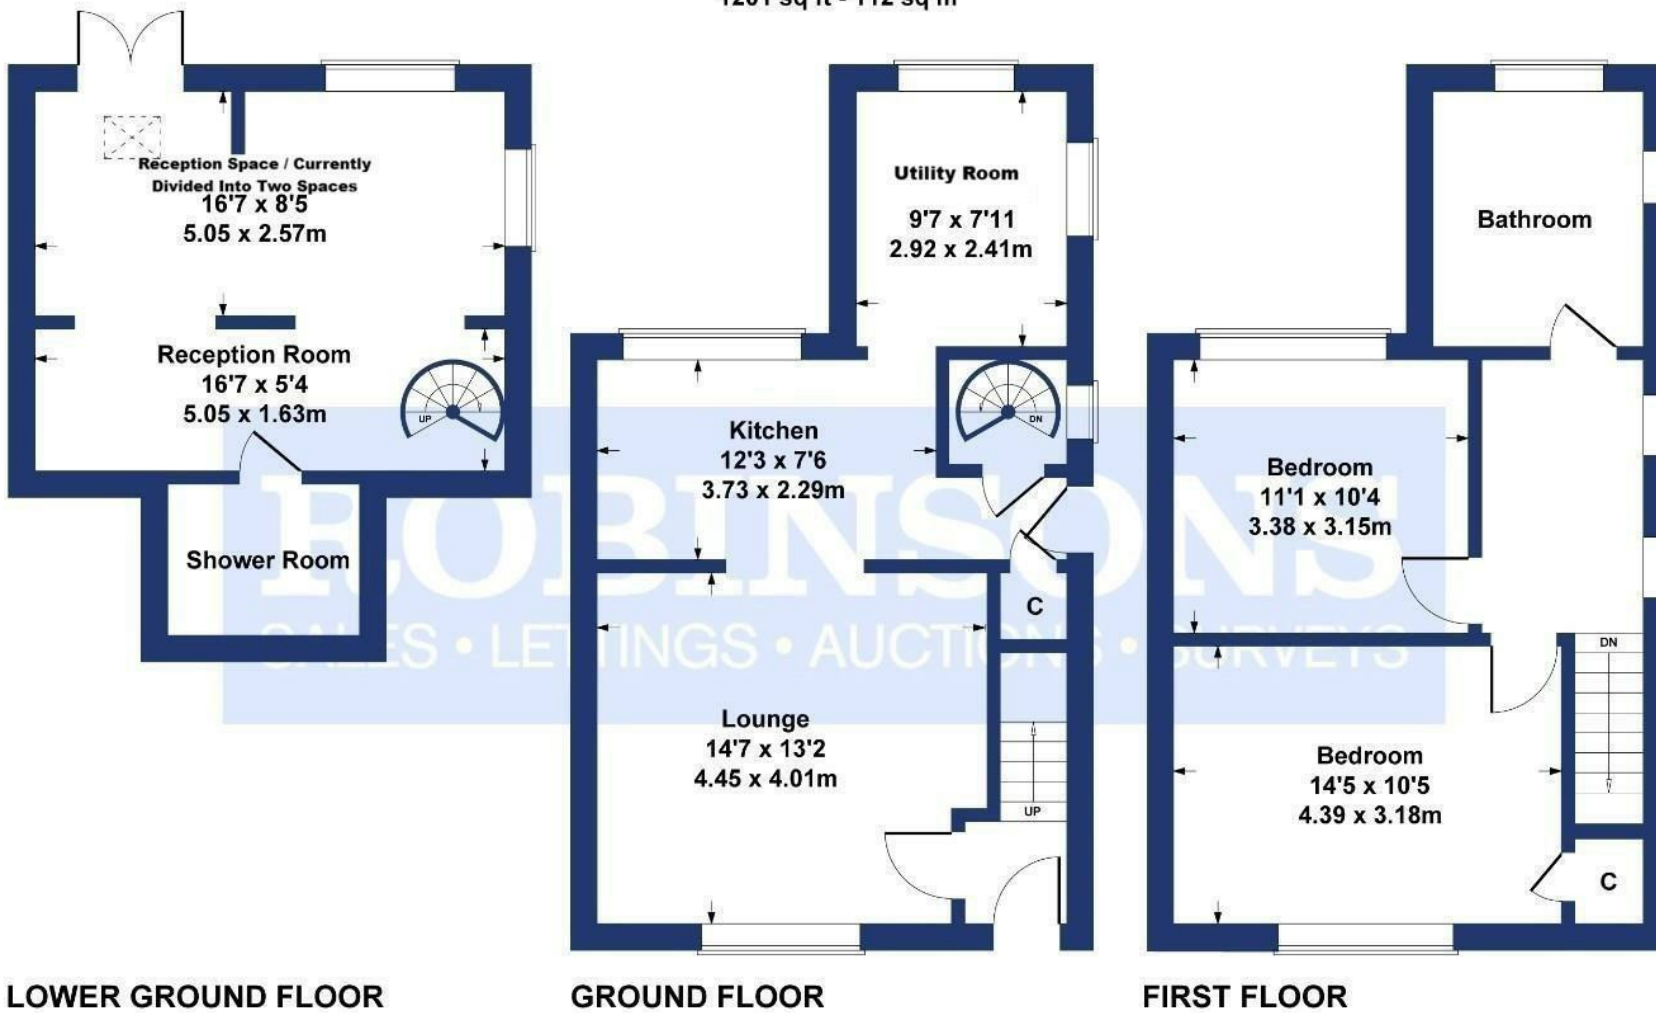 Reception Space / Currently
Divided Into Two Spaces
16'7 x 8'5
5.05 x 2.57m
Reception Room
16'7 x 5'4
5.05 x 1.63m
UP
Shower Room
LOWER GROUND FLOOR
Utility Room
9'7 x 7'11
2.92 x 2.41m
Kitchen
12'3 x 7'6
3.73 x 2.29m
DN
C
Lounge
14'7 x 13'2
4.45 x 4.01m
UP
GROUND FLOOR
Bathroom
Bedroom
11'1 x 10'4
3.38 x 3.15m
DN
Bedroom
14'5 x 10'5
4.39 x 3.18m
C
FIRST FLOOR
ROBINSONS
SALES • LETTINGS • AUCTIONS • SURVEYS